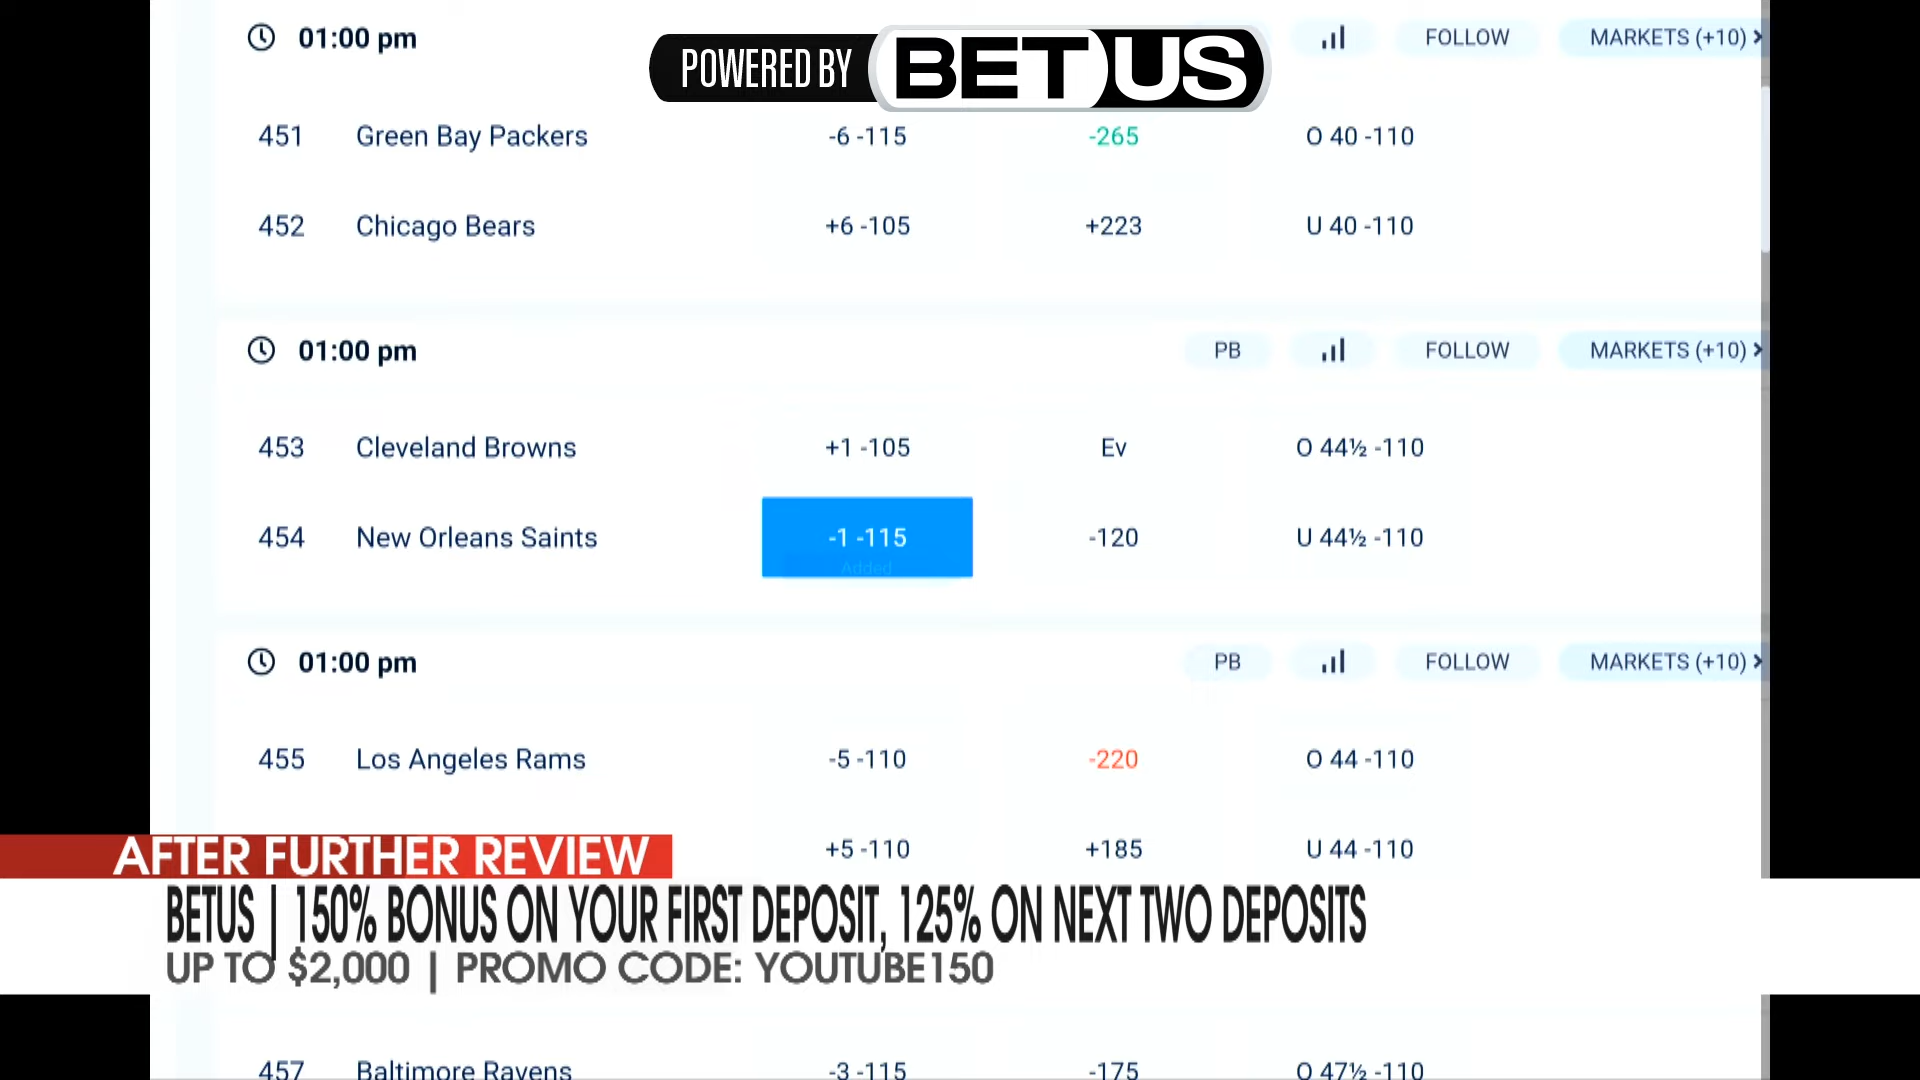 POWERED BY BETUS
01:00 pm FOLLOW MARKETS (+10) >
451 Green Bay Packers -6 -115 -265 O 40 -110
452 Chicago Bears +6 -105 +223 U 40 -110
01:00 pm PB FOLLOW MARKETS (+10) >
453 Cleveland Browns +1 -105 Ev O 44½ -110
454 New Orleans Saints -1 -115 -120 U 44½ -110
Added
01:00 pm PB FOLLOW MARKETS (+10) >
455 Los Angeles Rams -5 -110 -220 O 44 -110
+5 -110 +185 U 44 -110
AFTER FURTHER REVIEW
BETUS | 150% BONUS ON YOUR FIRST DEPOSIT, 125% ON NEXT TWO DEPOSITS
UP TO $2,000 | PROMO CODE: YOUTUBE150
457 Baltimore Ravens -3 -115 -175 O 47½ -110